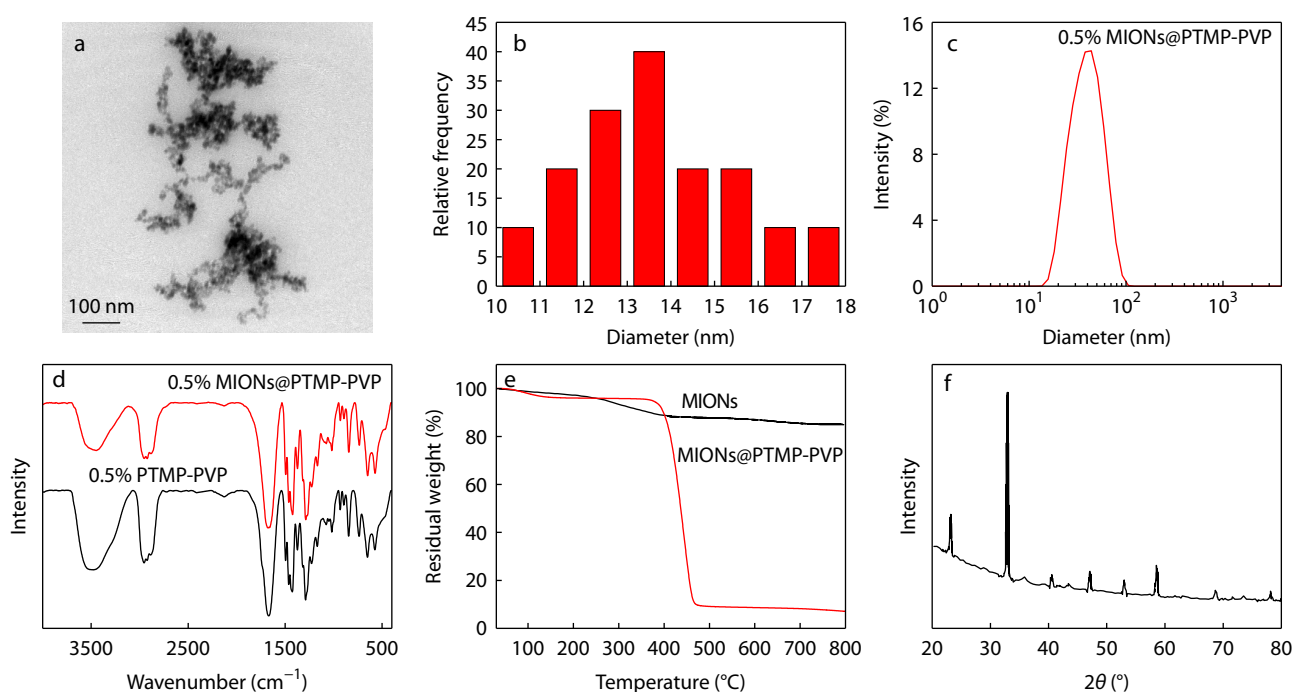 a
100 nm
b
45
40
35
30
25
20
15
10
5
0
10 11 12 13 14 15 16 17 18
Relative frequency
Diameter (nm)
c
0.5% MIONs@PTMP-PVP
16
12
8
4
0
10⁰ 10¹ 10² 10³
Intensity (%)
Diameter (nm)
d
0.5% MIONs@PTMP-PVP
0.5% PTMP-PVP
Intensity
3500 2500 1500 500
Wavenumber (cm⁻¹)
e
MIONs
MIONs@PTMP-PVP
100
80
60
40
20
0
100 200 300 400 500 600 700 800
Residual weight (%)
Temperature (°C)
f
Intensity
20 30 40 50 60 70 80
2θ (°)